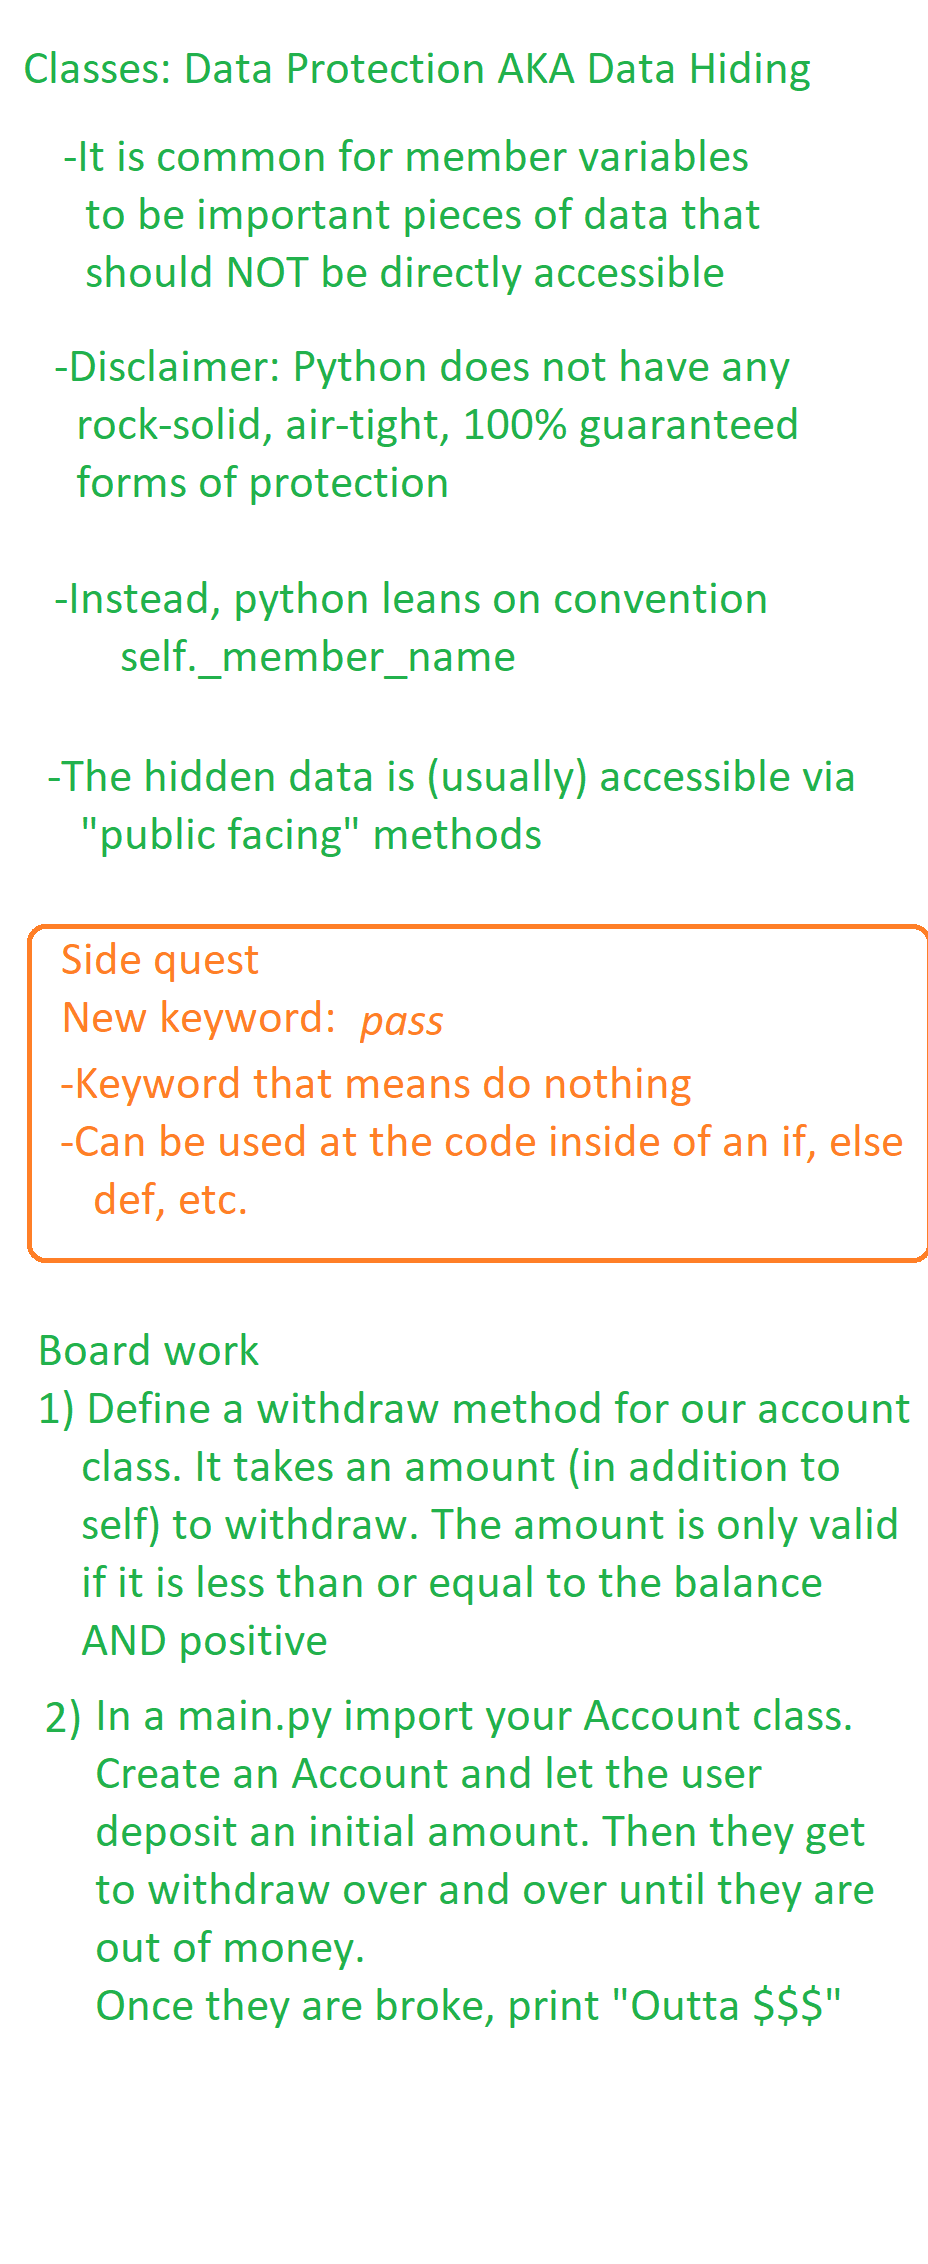 Classes: Data Protection AKA Data Hiding
-It is common for member variables
to be important pieces of data that
should NOT be directly accessible
-Disclaimer: Python does not have any
rock-solid, air-tight, 100% guaranteed
forms of protection
-Instead, python leans on convention
self._member_name
-The hidden data is (usually) accessible via
"public facing" methods
Side quest
New keyword: pass
-Keyword that means do nothing
-Can be used at the code inside of an if, else
def, etc.
Board work
1) Define a withdraw method for our account
class. It takes an amount (in addition to
self) to withdraw. The amount is only valid
if it is less than or equal to the balance
AND positive
2) In a main.py import your Account class.
Create an Account and let the user
deposit an initial amount. Then they get
to withdraw over and over until they are
out of money.
Once they are broke, print "Outta $$$"